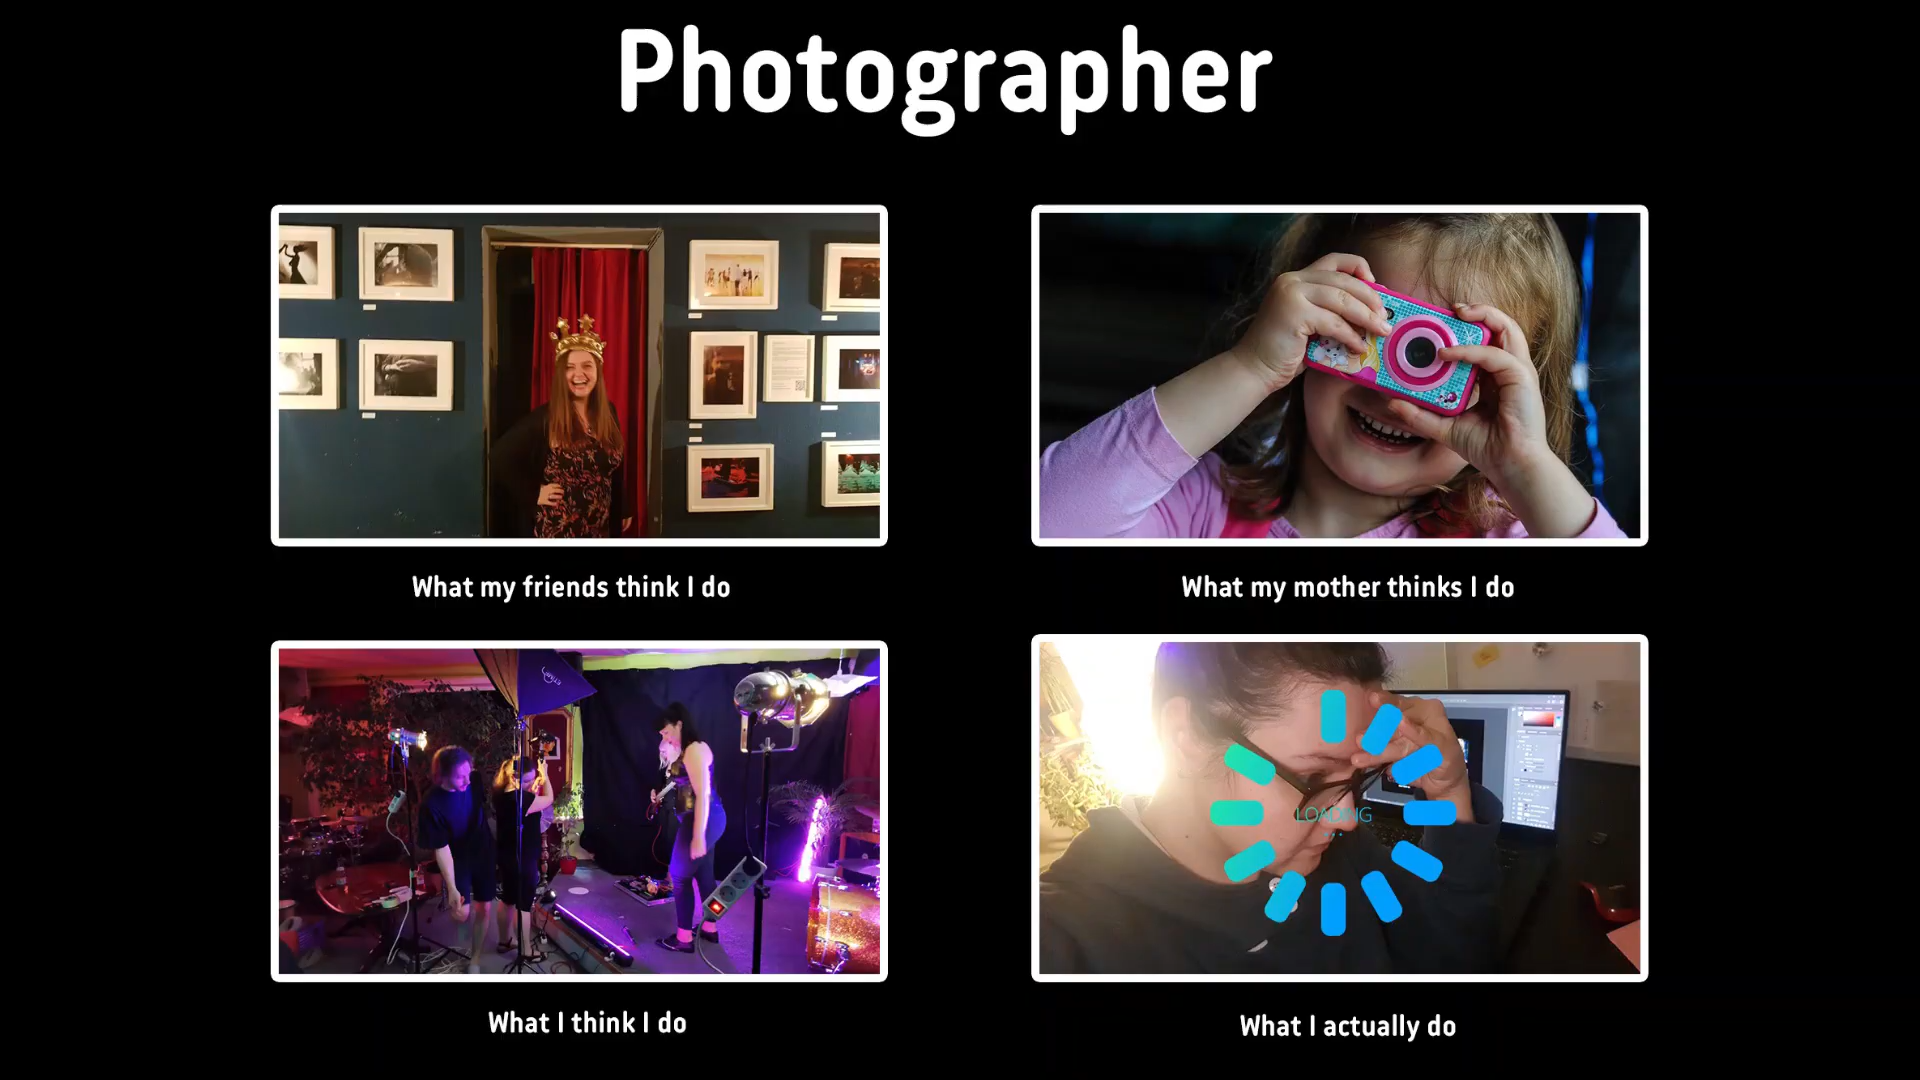 Photographer
What my friends think I do
What my mother thinks I do
What I think I do
LOADING
What I actually do